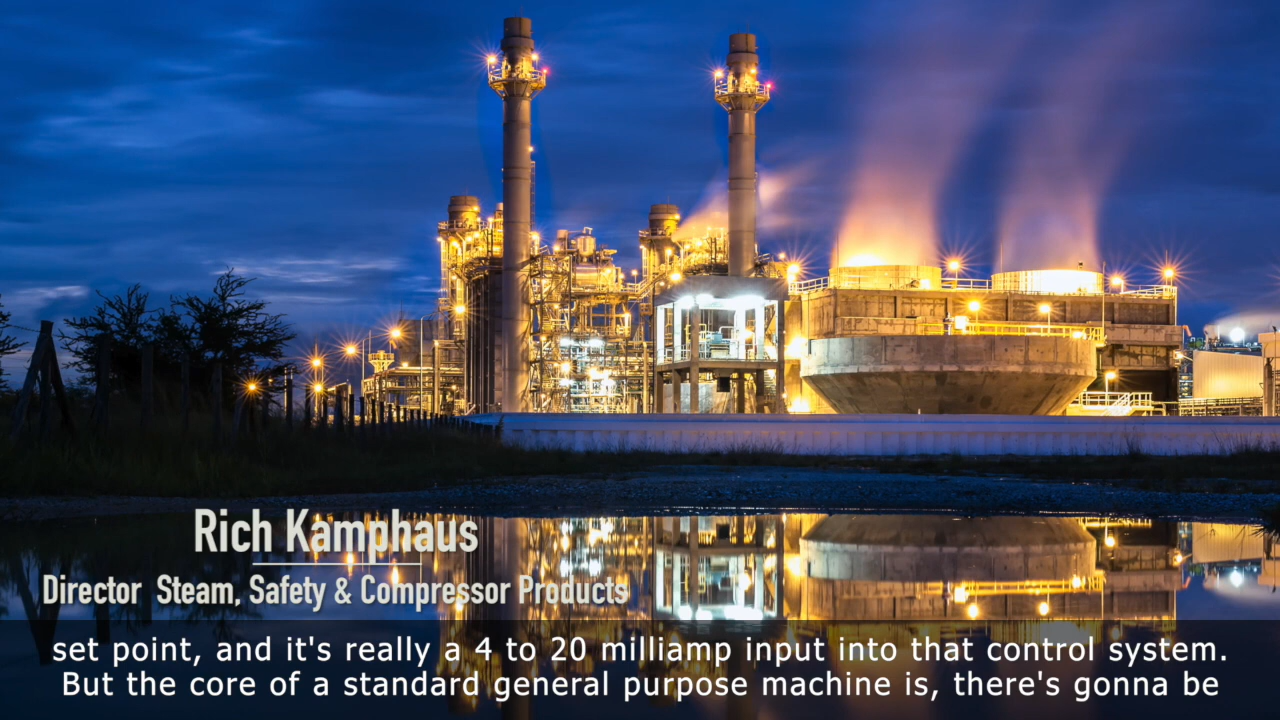 Rich Kamphaus
Director Steam, Safety & Compressor Products
set point, and it's really a 4 to 20 milliamp input into that control system.
But the core of a standard general purpose machine is, there's gonna be